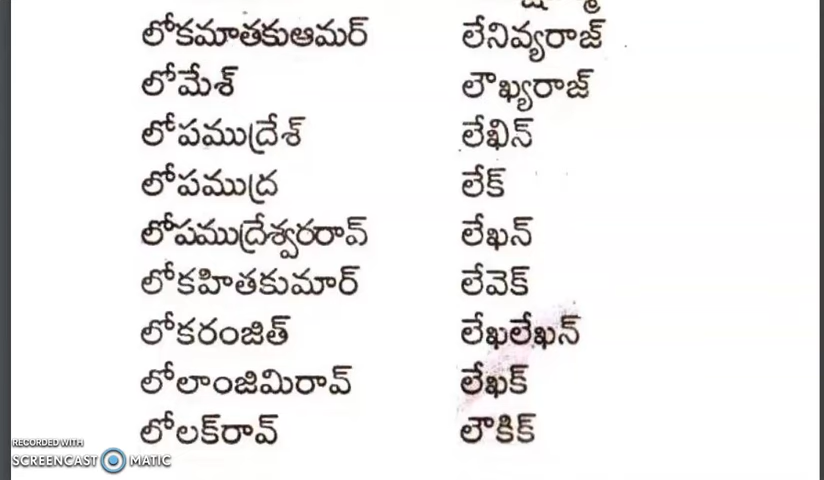 లోకమాతకుఆమర్ లేనివ్యరాజ్
లోమేశ్ లౌఖ్యరాజ్
లోపముద్రేశ్ లేఖిన్
లోపముద్ర లేక్
లోపముద్రేశ్వరరావ్ లేఖన్
లోకహితకుమార్ లేవెక్
లోకరంజిత్ లేఖలేఖన్
లోలాంజిమిరావ్ లేఖక్
లోలక్‌రావ్ లౌకిక్
RECORDED WITH
SCREENCAST MATIC